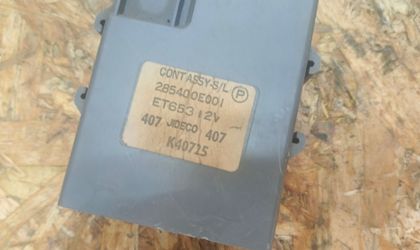 CONT ASSY-S/L
285400E001 P
ET653 12V
407 JIDECO 407
K40725